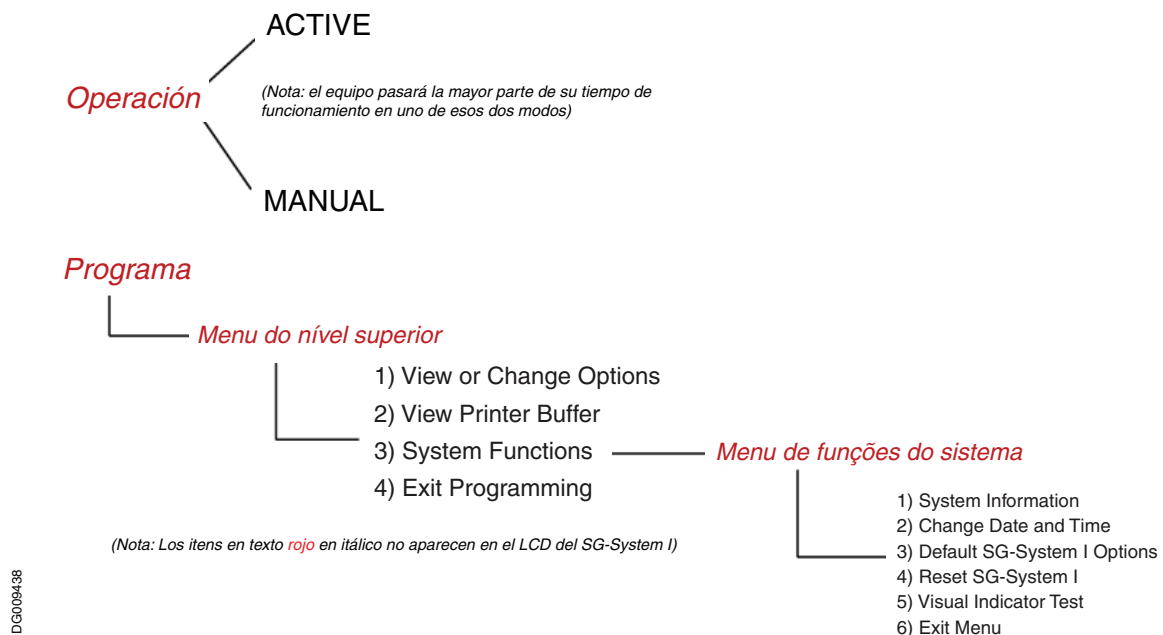 ACTIVE
Operación
(Nota: el equipo pasará la mayor parte de su tiempo de
funcionamiento en uno de esos dos modos)
MANUAL
Programa
Menu do nível superior
1) View or Change Options
2) View Printer Buffer
3) System Functions
4) Exit Programming
Menu de funções do sistema
1) System Information
2) Change Date and Time
3) Default SG-System I Options
4) Reset SG-System I
5) Visual Indicator Test
6) Exit Menu
(Nota: Los itens en texto rojo en itálico no aparecen en el LCD del SG-System I)
DG009438